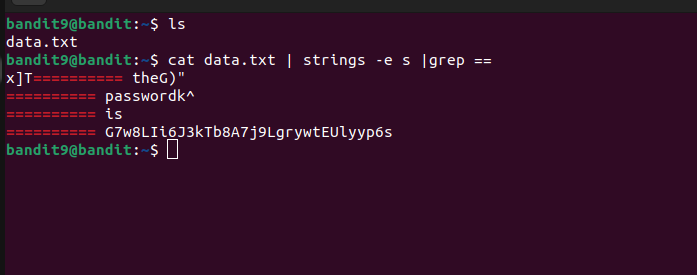 bandit9@bandit:~$ ls
data.txt
bandit9@bandit:~$ cat data.txt | strings -e s |grep ==
x]T========== theG)"
========== passwordk^
========== is
========== G7w8LIi6J3kTb8A7j9LgrywtEUlyyp6s
bandit9@bandit:~$